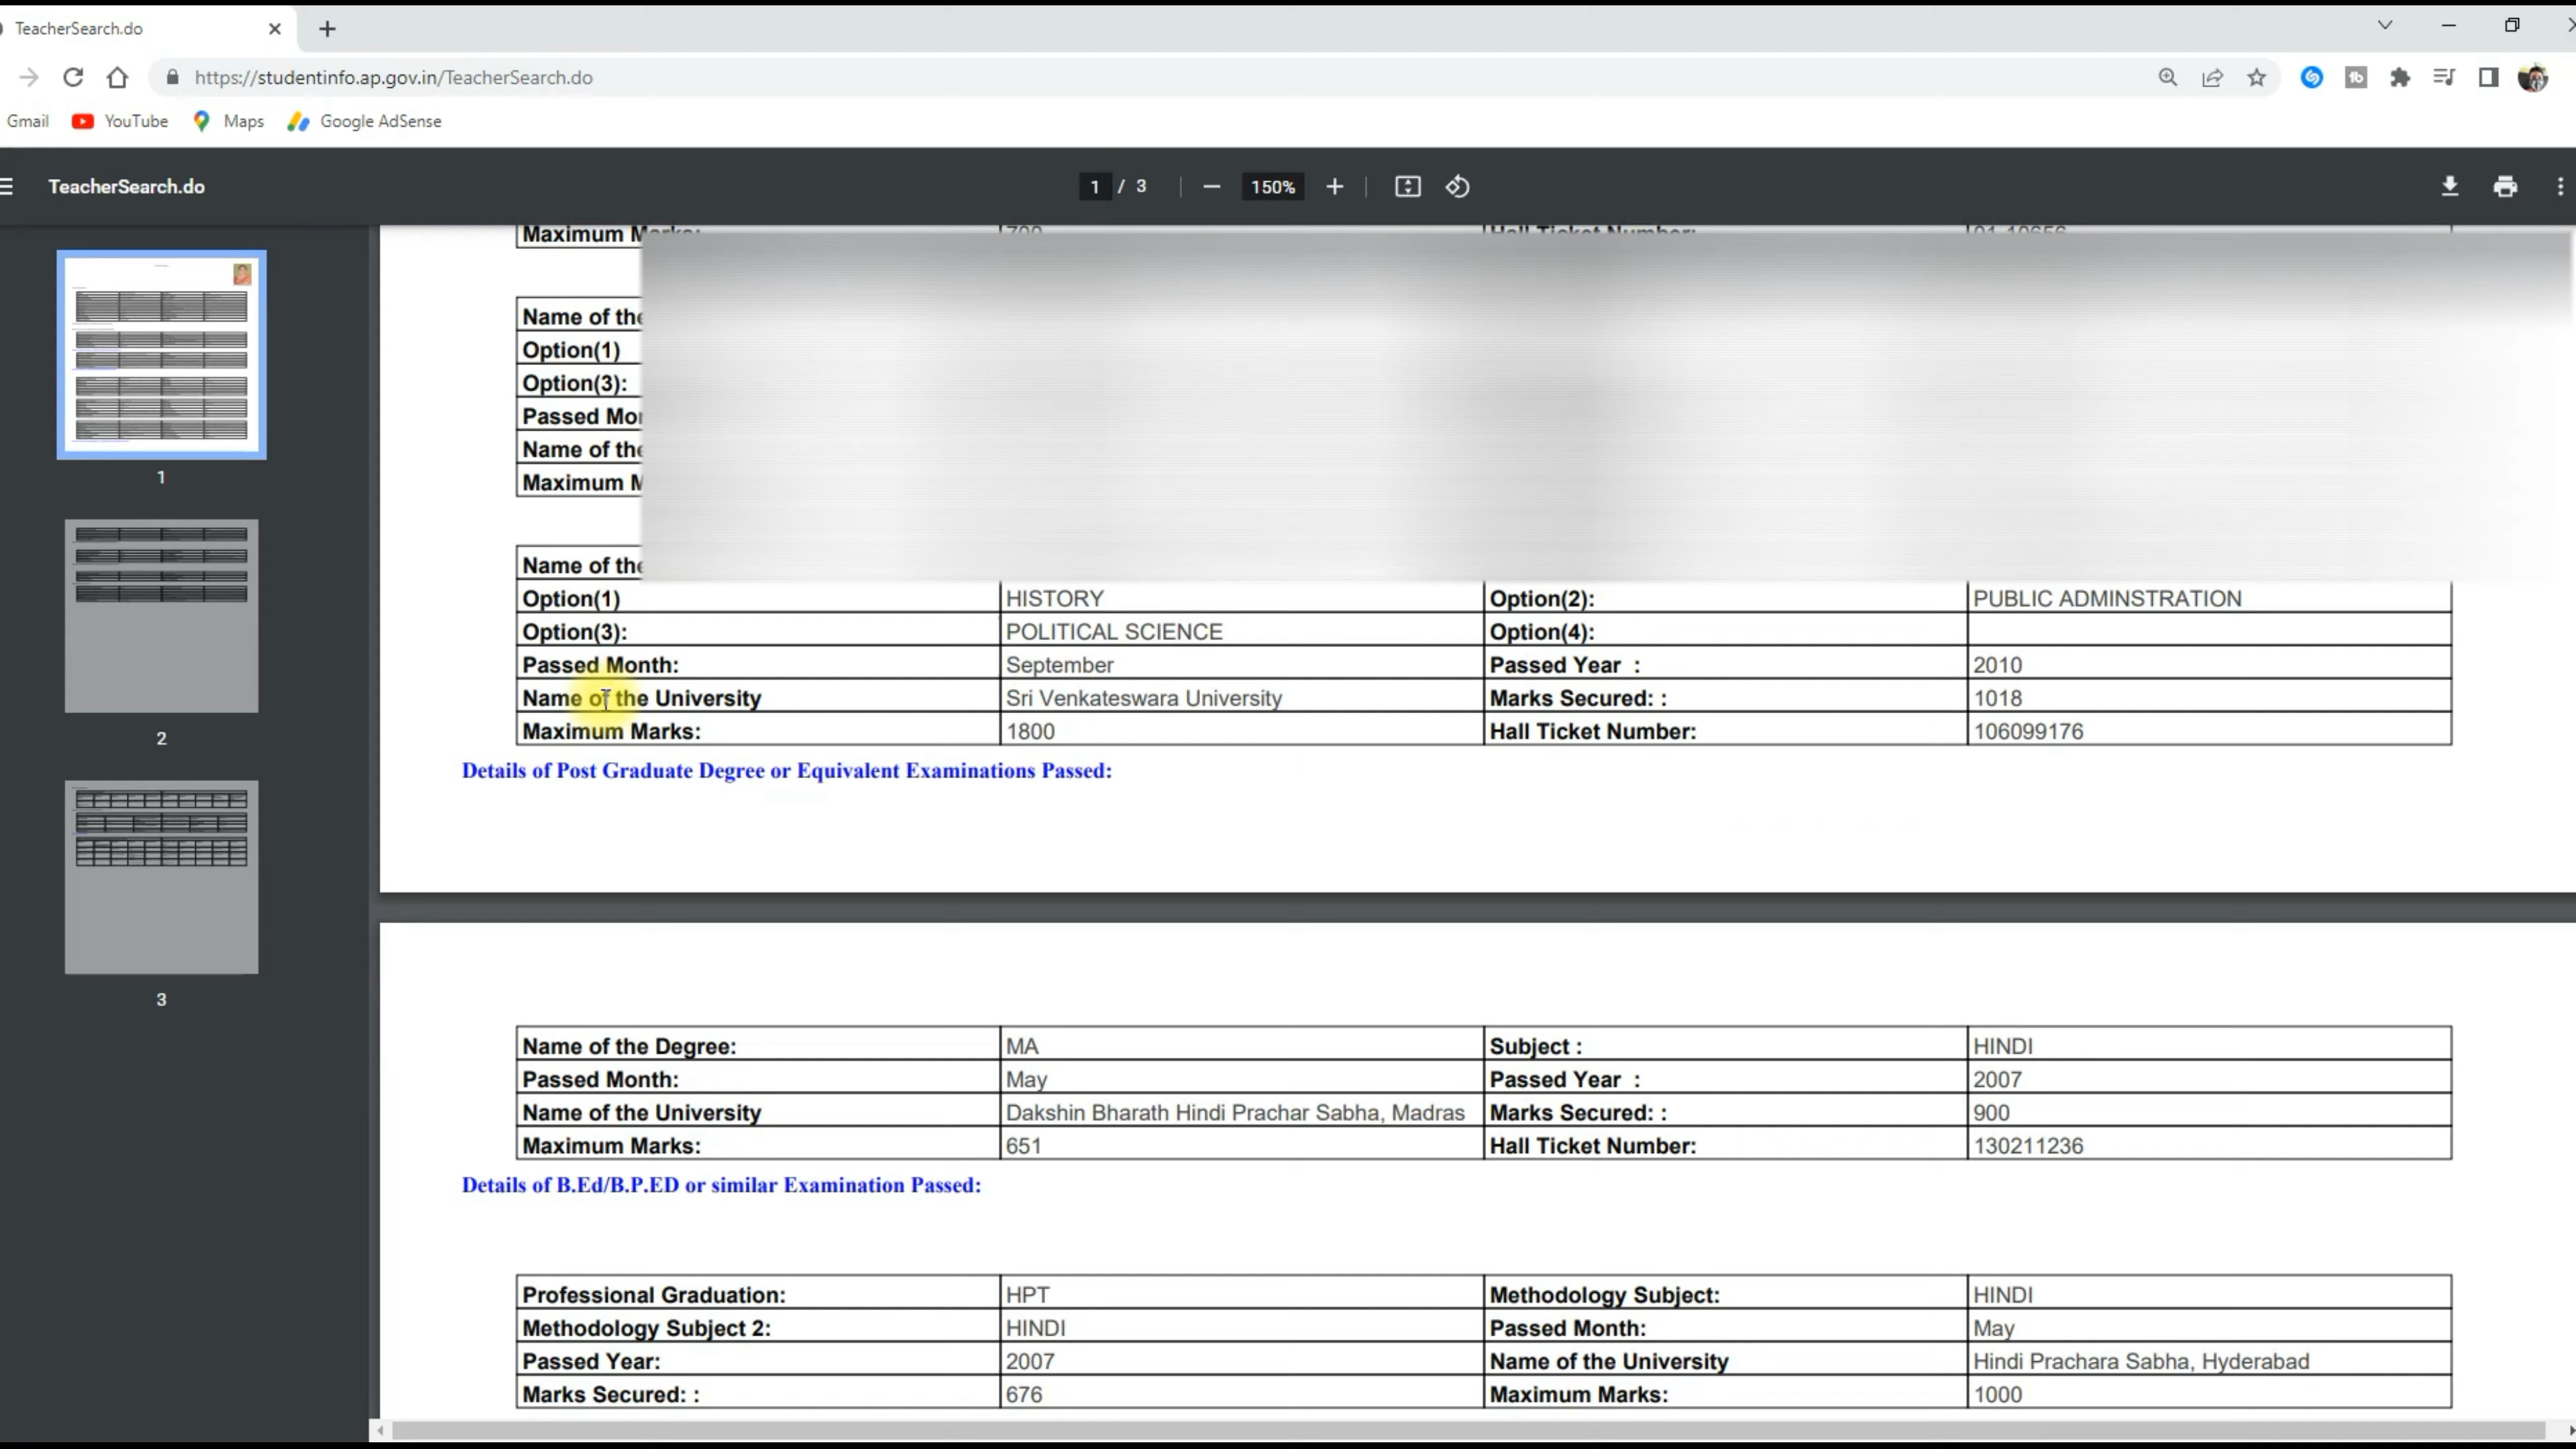 TeacherSearch.do
https://studentinfo.ap.gov.in/TeacherSearch.do
Gmail YouTube Maps Google AdSense
TeacherSearch.do 1 / 3 150%
1
2
3
Maximum
Name of the
Option(1)
Option(3):
Passed
Name of the
Maximum
Name of the
Option(1) HISTORY Option(2): PUBLIC ADMINSTRATION
Option(3): POLITICAL SCIENCE Option(4):
Passed Month: September Passed Year : 2010
Name of the University Sri Venkateswara University Marks Secured: : 1018
Maximum Marks: 1800 Hall Ticket Number: 106099176
Details of Post Graduate Degree or Equivalent Examinations Passed:
Name of the Degree: MA Subject : HINDI
Passed Month: May Passed Year : 2007
Name of the University Dakshin Bharath Hindi Prachar Sabha, Madras Marks Secured: : 900
Maximum Marks: 651 Hall Ticket Number: 130211236
Details of B.Ed/B.P.ED or similar Examination Passed:
Professional Graduation: HPT Methodology Subject: HINDI
Methodology Subject 2: HINDI Passed Month: May
Passed Year: 2007 Name of the University Hindi Prachara Sabha, Hyderabad
Marks Secured: : 676 Maximum Marks: 1000